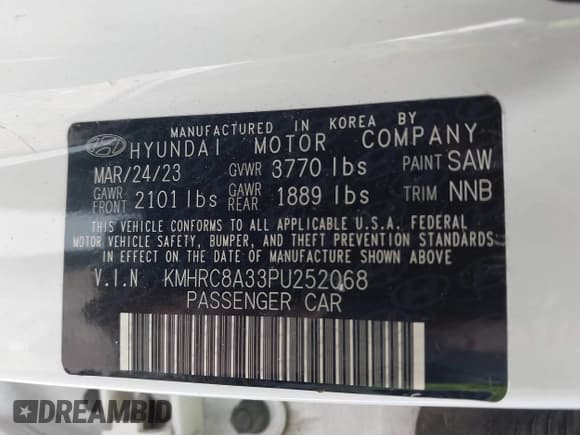 MANUFACTURED IN KOREA BY
HYUNDAI MOTOR COMPANY
MAR/24/23 GVWR 3770 lbs PAINT SAW
GAWR FRONT 2101 lbs GAWR REAR 1889 lbs TRIM NNB
THIS VEHICLE CONFORMS TO ALL APPLICABLE U.S.A. FEDERAL
MOTOR VEHICLE SAFETY, BUMPER, AND THEFT PREVENTION STANDARDS
IN EFFECT ON THE DATE OF MANUFACTURE SHOWN ABOVE.
V.I.N KMHRC8A33PU252068
PASSENGER CAR
DREAMBID